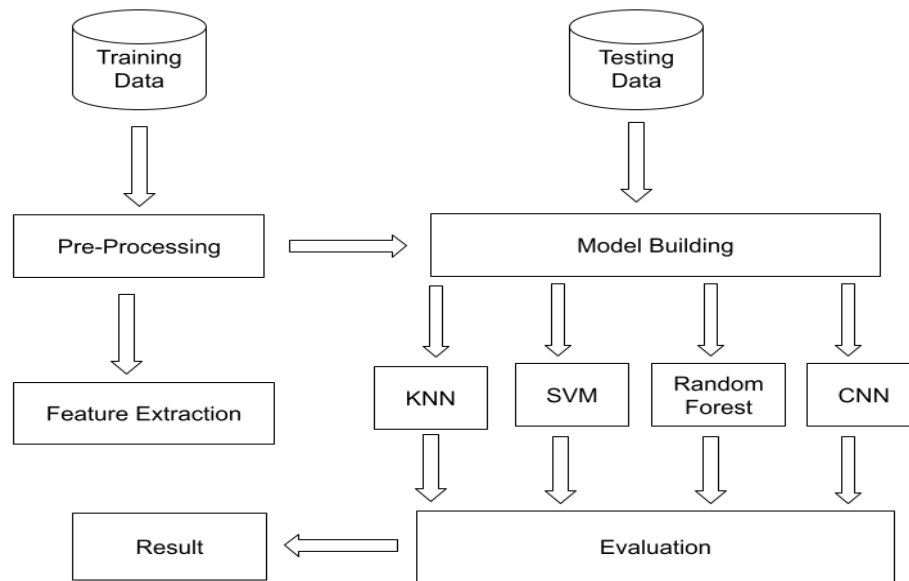 Training
Data
Testing
Data
Pre-Processing
Model Building
Feature Extraction
KNN
SVM
Random
Forest
CNN
Result
Evaluation